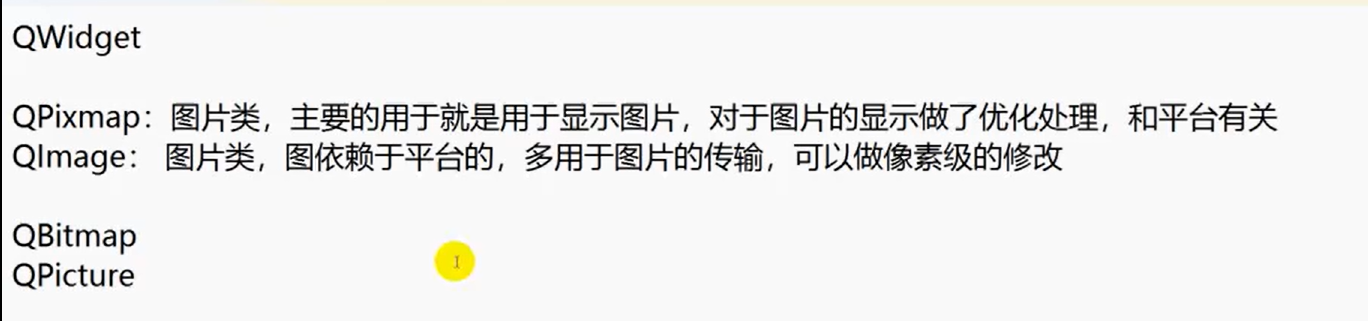 QWidget
QPixmap：图片类，主要的用于就是用于显示图片，对于图片的显示做了优化处理，和平台有关
QImage： 图片类，图依赖于平台的，多用于图片的传输，可以做像素级的修改
QBitmap
QPicture